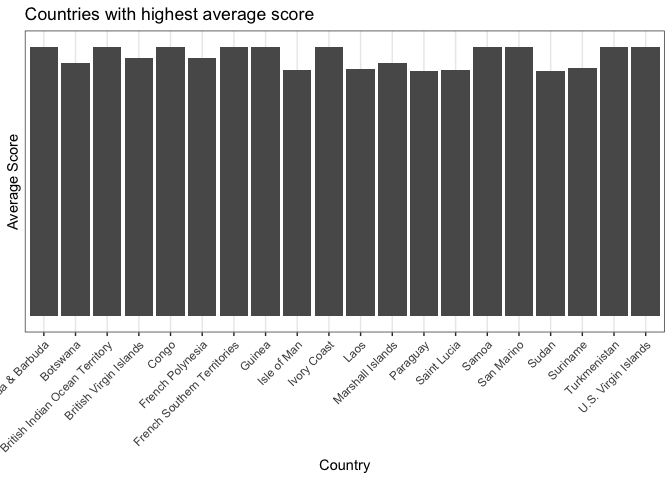 Countries with highest average score
Average Score
a & Barbuda
Botswana
British Indian Ocean Territory
British Virgin Islands
Congo
French Polynesia
French Southern Territories
Guinea
Isle of Man
Ivory Coast
Laos
Marshall Islands
Paraguay
Saint Lucia
Samoa
San Marino
Sudan
Suriname
Turkmenistan
U.S. Virgin Islands
Country